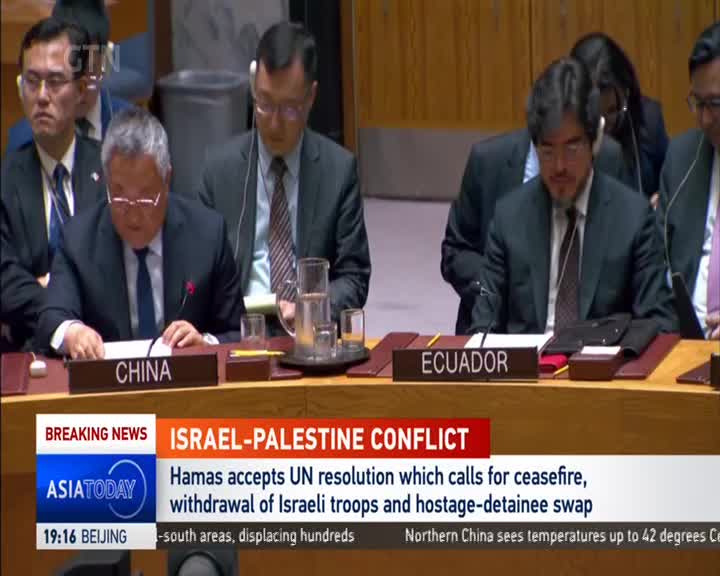 CGTN
CHINA
ECUADOR
BREAKING NEWS
ISRAEL-PALESTINE CONFLICT
ASIA TODAY
Hamas accepts UN resolution which calls for ceasefire,
withdrawal of Israeli troops and hostage-detainee swap
19:16 BEIJING
-south areas, displacing hundreds
Northern China sees temperatures up to 42 degrees Ce